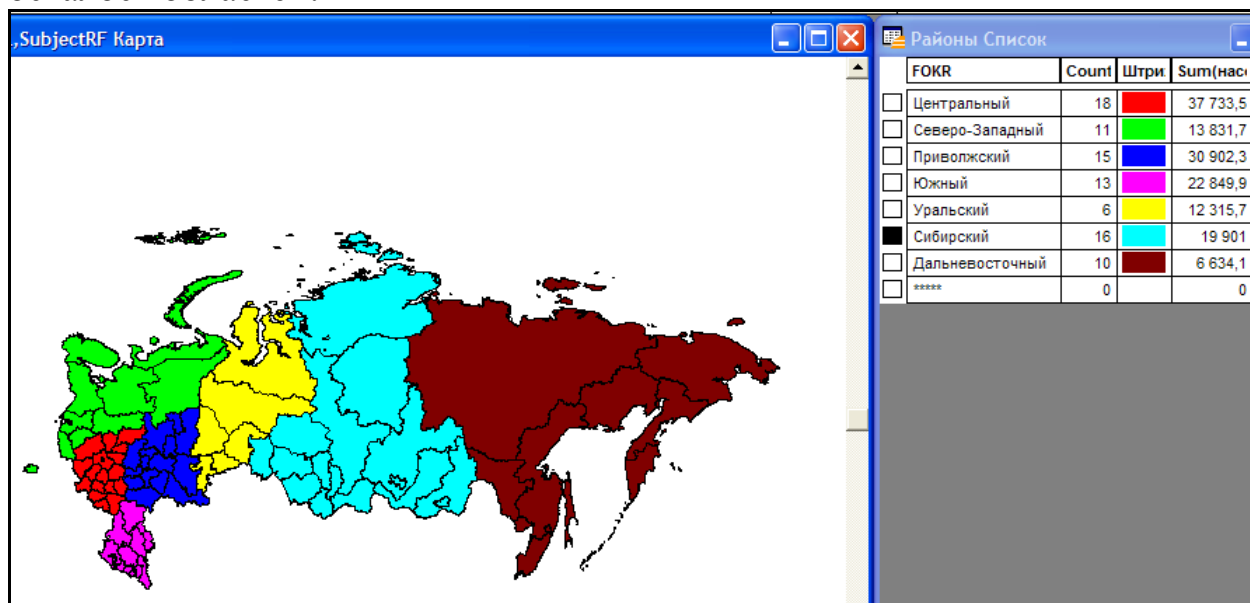 ,SubjectRF Карта
Районы Список
FOKR Count Штри Sum(нас
Центральный 18 37 733,5
Северо-Западный 11 13 831,7
Приволжский 15 30 902,3
Южный 13 22 849,9
Уральский 6 12 315,7
Сибирский 16 19 901
Дальневосточный 10 6 634,1
***** 0 0